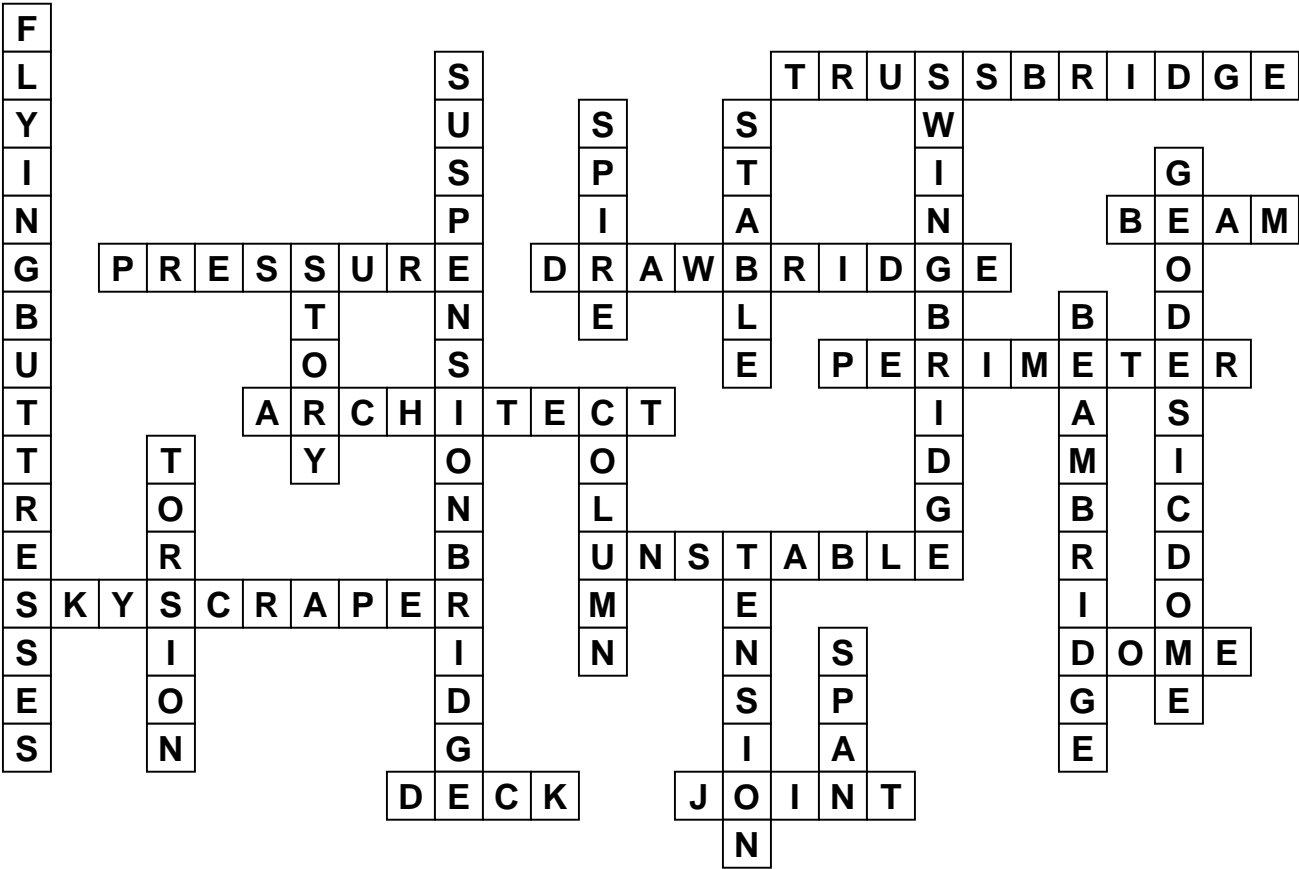 FLYINGBUTTRESSES
SUSPENSIONBRIDGE
TRUSSBRIDGE
SWINGBRIDGE
SPIRE
STABLE
GEODESICDOME
BEAM
PRESSURE
STORY
DRAWBRIDGE
BEAMBRIDGE
PERIMETER
ARCHITECT
COLUMN
TORSION
UNSTABLE
TENSION
SKYSCRAPER
SPAN
DOME
DECK
JOINT